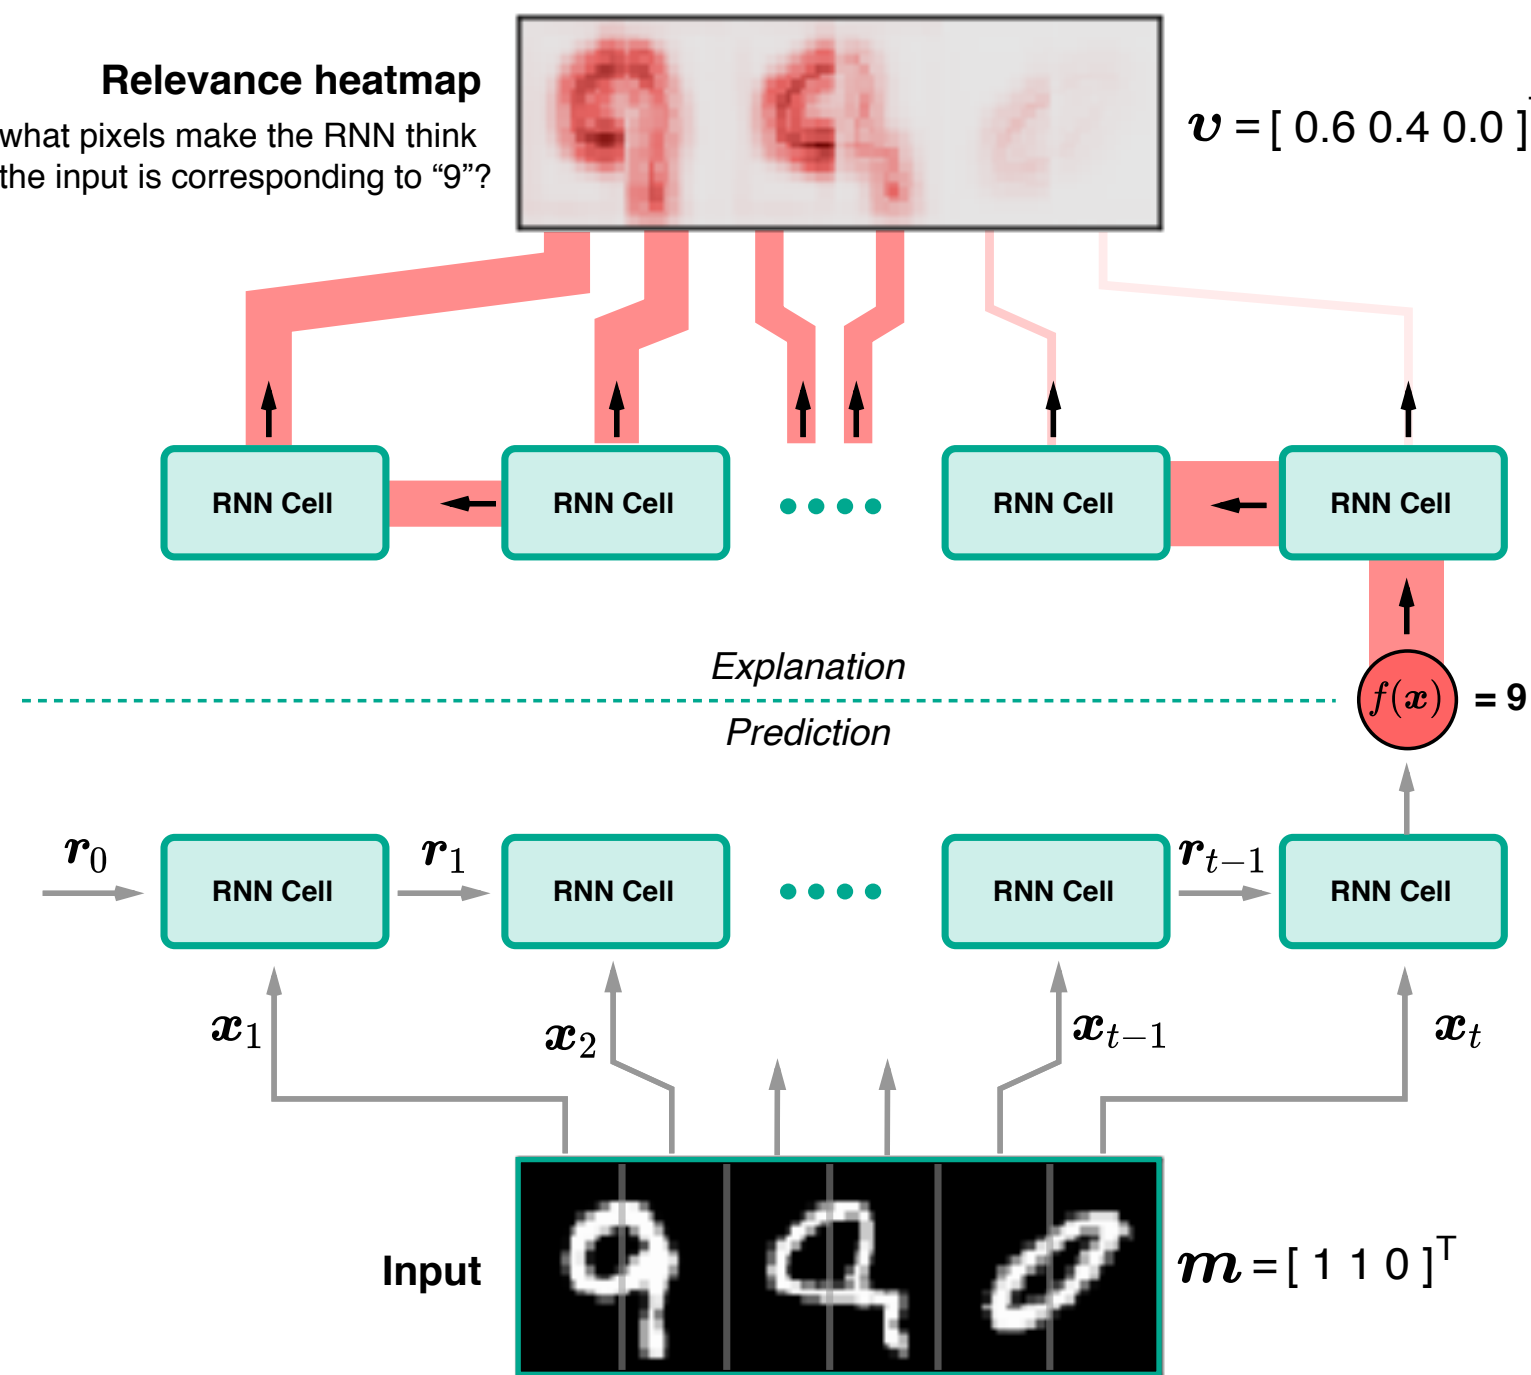 Relevance heatmap
what pixels make the RNN think
the input is corresponding to “9”?
v = [ 0.6 0.4 0.0 ]
RNN Cell RNN Cell RNN Cell RNN Cell
Explanation
f(x) = 9
Prediction
r₀ r₁ rₜ₋₁
RNN Cell RNN Cell RNN Cell RNN Cell
x₁ x₂ xₜ₋₁ xₜ
Input
m = [ 1 1 0 ]ᵀ